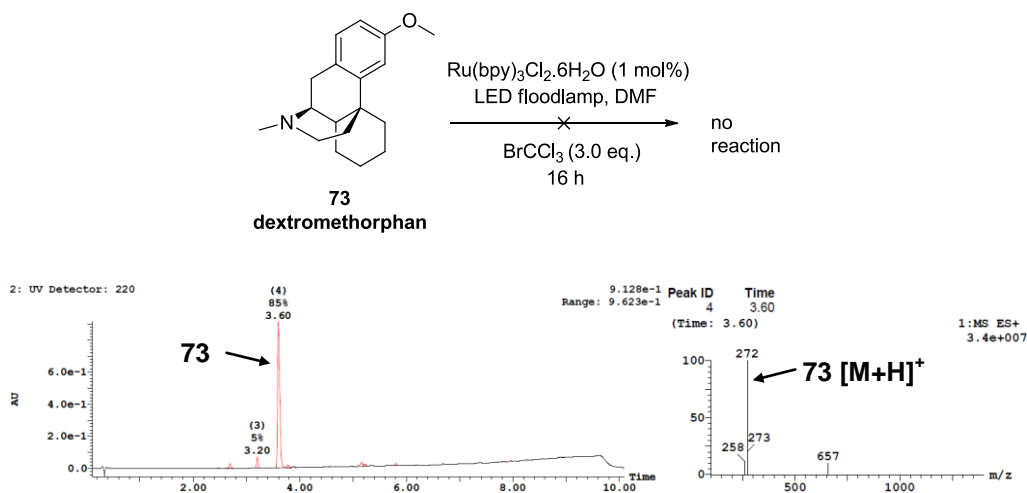 O
N
Ru(bpy)3Cl2.6H2O (1 mol%)
LED floodlamp, DMF
BrCCl3 (3.0 eq.)
16 h
no
reaction
73
dextromethorphan
2: UV Detector: 220
9.128e-1
Range: 9.623e-1
(4)
85%
3.60
73
(3)
5%
3.20
6.0e-1
4.0e-1
2.0e-1
0.0
AU
2.00
4.00
6.00
8.00
10.00
Time
Peak ID Time
4 3.60
(Time: 3.60)
1:MS ES+
3.4e+007
100
50
0
272
73 [M+H]+
258
273
657
500
1000
m/z